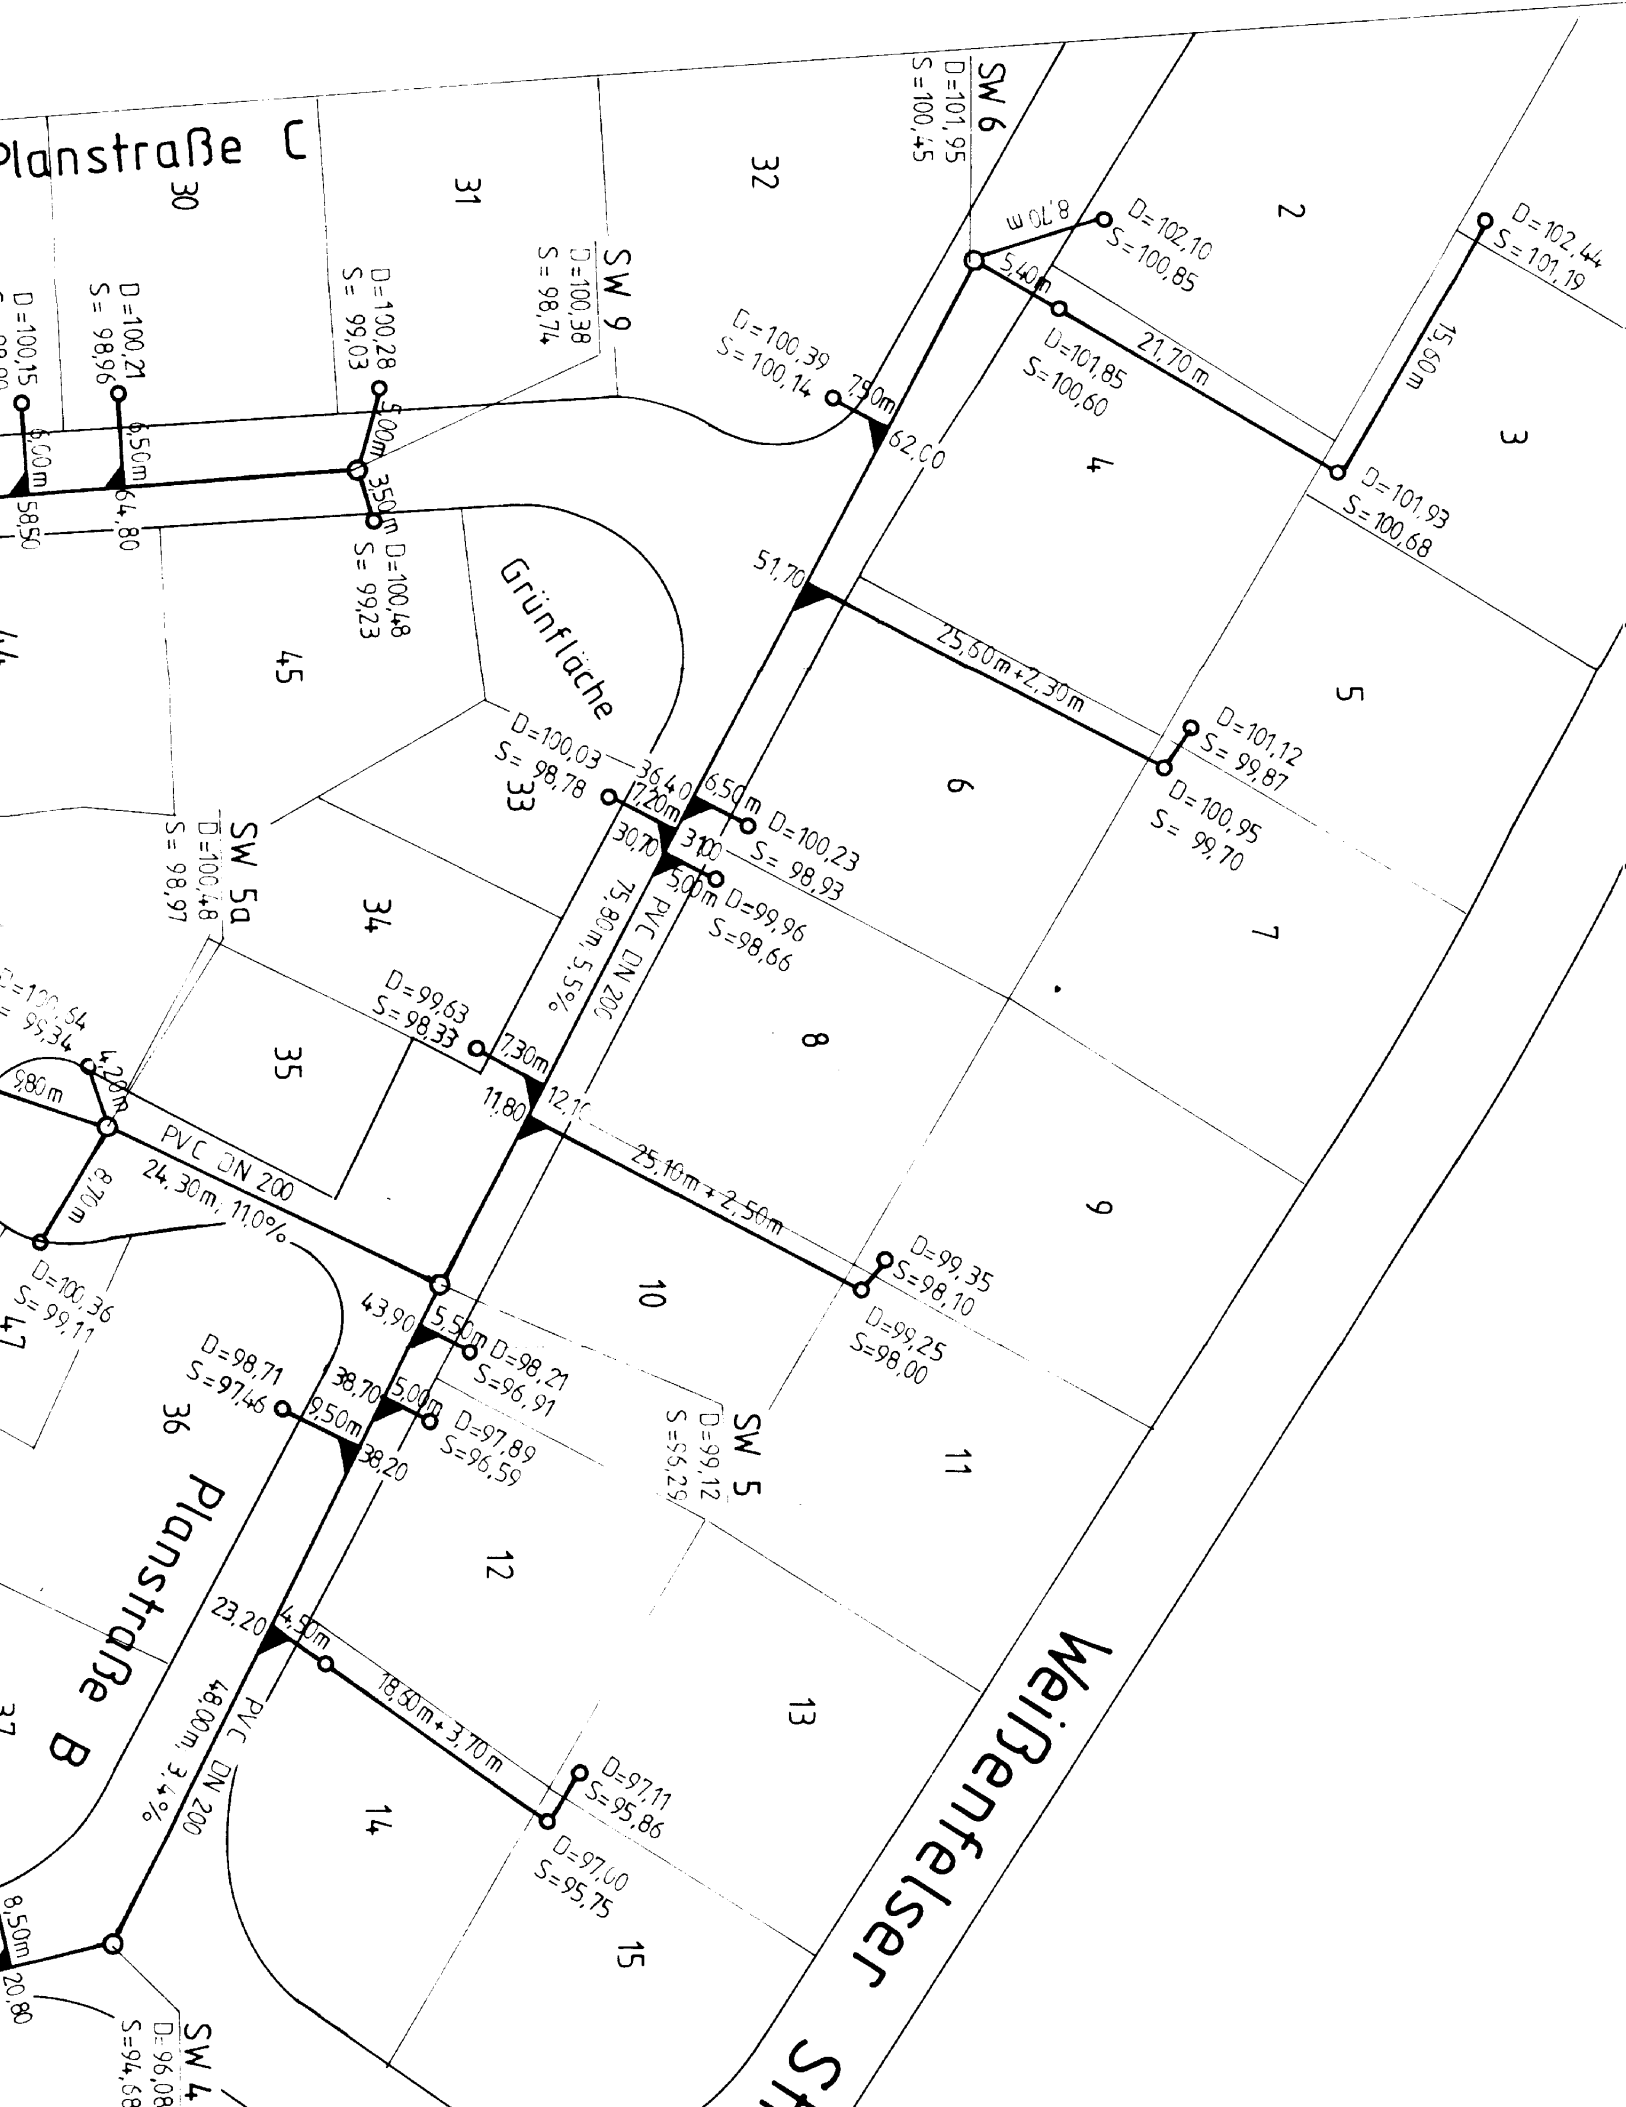 Planstraße C
30
31
32
SW 6
D=101,95
S=100,45
2
D=102,44
S=101,19
15,60m
3
D=102,10
S=100,85
8,70 m
5,40m
D=101,85
S=100,60
21,70 m
D=101,93
S=100,68
SW 9
D=100,38
S= 98,74
D=100,28
S= 99,03
D=100,21
S= 98,96
D=100,15
5,00m
3,50m
6,50m
6,00m
64,80
58,50
D=100,48
S= 99,23
D=100,39
S=100,14
7,50m
62,00
4
51,70
25,60m+2,30m
5
D=101,12
S= 99,87
D=100,95
S= 99,70
Grünfläche
45
44
D=100,03
S= 98,78
33
36,40
7,20m
6,50m
D=100,23
S= 98,93
30,70
31,00
5,00m
D=99,96
S=98,66
6
7
PVC DN 200
75,80m, 5,5%
SW 5a
D=100,48
S= 98,97
34
D=99,63
S=98,33
7,30m
8
35
11,80
25,10m + 2,50m
9
D=99,35
S=98,10
D=99,25
S=98,00
99,34
4,20m
9,80m
8,70m
PVC DN 200
24,30m, 11,0%
D=100,36
S= 99,11
47
10
43,90
5,50m
D=98,21
S=96,91
D=98,71
S=97,46
38,70
5,00m
9,50m
38,20
D=97,89
S=96,59
SW 5
D=99,12
11
36
12
Planstraße B
23,20
4,50m
18,60m + 3,70m
13
D=97,11
S=95,86
D=97,00
S=95,75
PVC DN 200
48,00m, 3,4%
37
14
15
Weißenfelser St
8,50m
20,80
SW 4
D=96,08
S=94,68